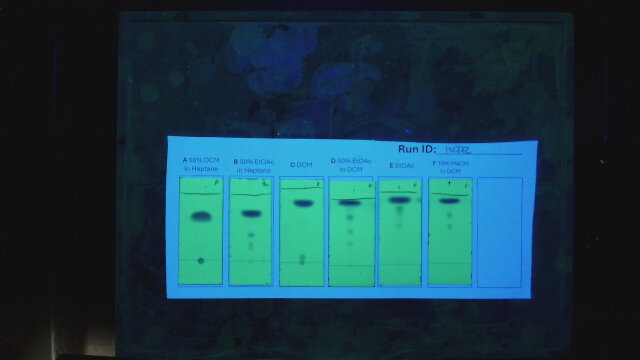 Run ID:
A 50% DCM
in Heptane
B 50% EtOAc
in Heptane
C DCM
D 50% EtOAc
in DCM
E EtOAc
F 10% MeOH
in DCM